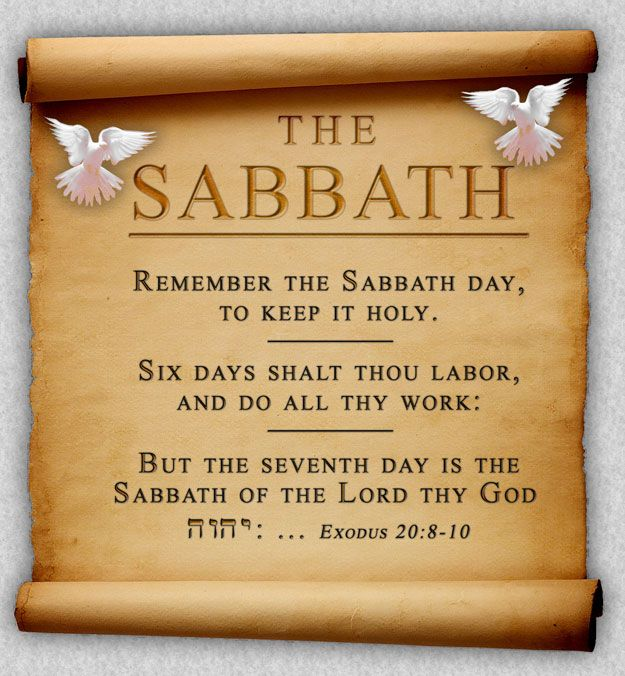 THE
SABBATH
REMEMBER THE SABBATH DAY,
TO KEEP IT HOLY.
SIX DAYS SHALT THOU LABOR,
AND DO ALL THY WORK:
BUT THE SEVENTH DAY IS THE
SABBATH OF THE LORD THY GOD
יהוה: ... EXODUS 20:8-10